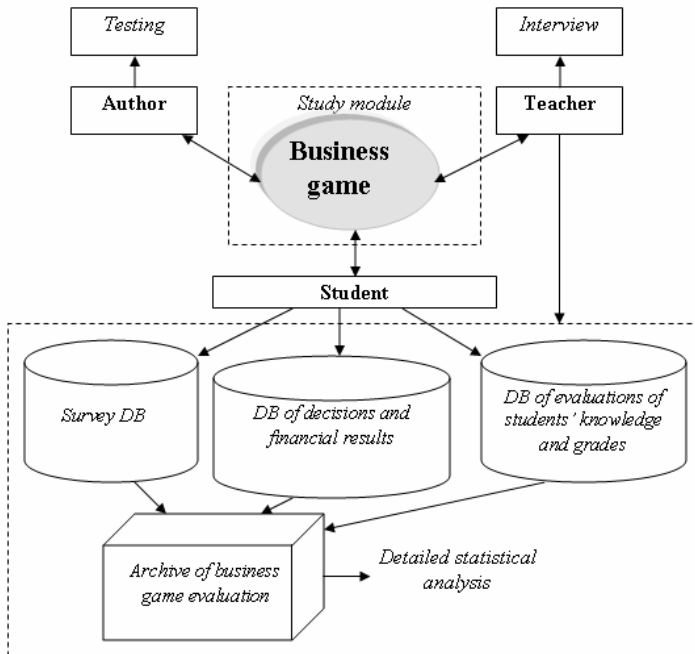 Testing
Interview
Author
Study module
Teacher
Business
game
Student
Survey DB
DB of decisions and
financial results
DB of evaluations of
students' knowledge
and grades
Archive of business
game evaluation
Detailed statistical
analysis